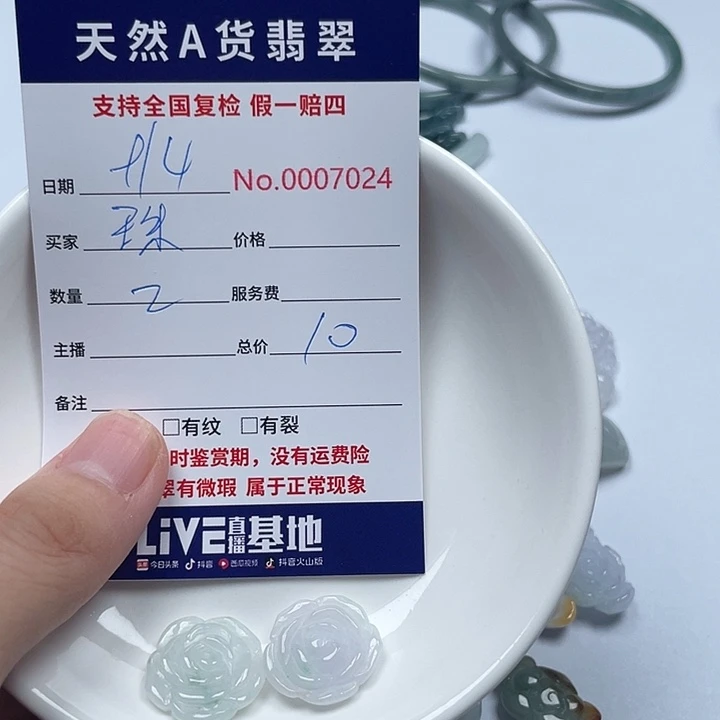 天然A货翡翠
支持全国复检 假一赔四
日期 No.0007024
买家 珠 价格
数量 2 服务费
主播 总价 10
备注
□有纹 □有裂
时鉴赏期，没有运费险
有微瑕 属于正常现象
LIVE直播基地
今日头条 抖音 西瓜视频 抖音火山版